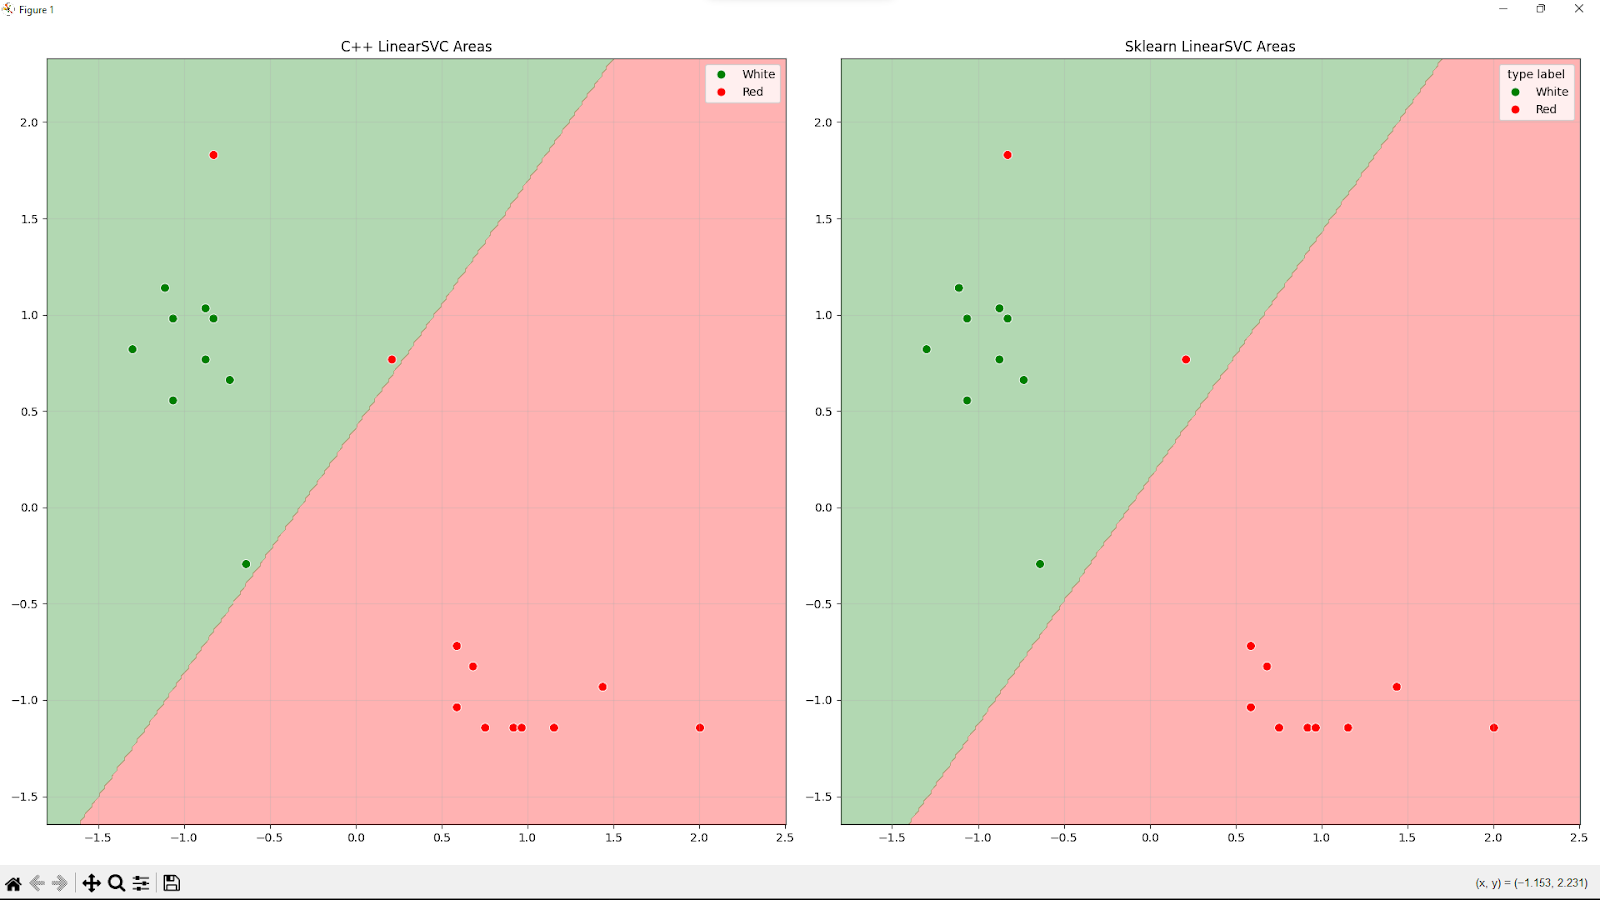 Figure 1
C++ LinearSVC Areas
White
Red
2.0
1.5
1.0
0.5
0.0
−0.5
−1.0
−1.5
−1.5 −1.0 −0.5 0.0 0.5 1.0 1.5 2.0 2.5
Sklearn LinearSVC Areas
type label
White
Red
2.0
1.5
1.0
0.5
0.0
−0.5
−1.0
−1.5
−1.5 −1.0 −0.5 0.0 0.5 1.0 1.5 2.0 2.5
(x, y) = (−1.153, 2.231)